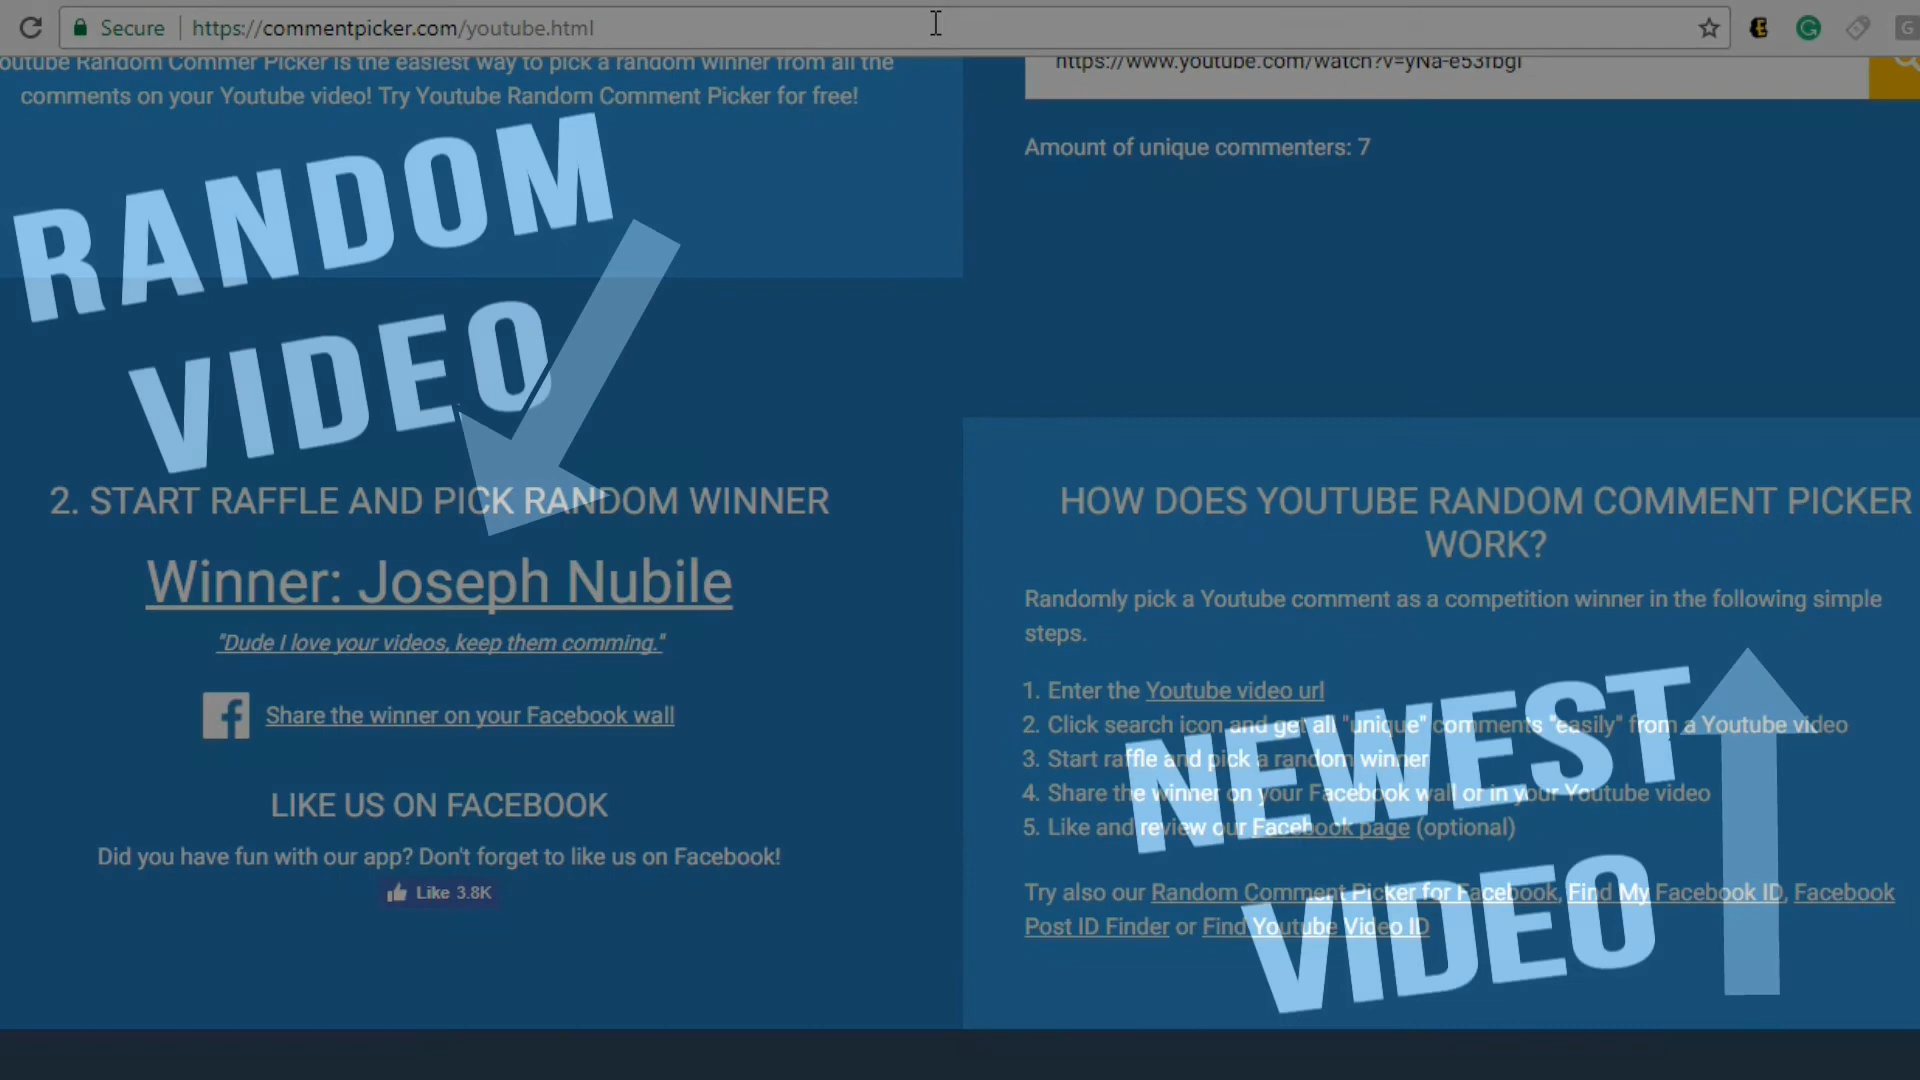 Secure https://commentpicker.com/youtube.html
outube Random Commer Picker is the easiest way to pick a random winner from all the
comments on your Youtube video! Try Youtube Random Comment Picker for free!
https://www.youtube.com/watch?v=yNa-e53fbgI
Amount of unique commenters: 7
RANDOM
VIDEO
2. START RAFFLE AND PICK RANDOM WINNER
Winner: Joseph Nubile
"Dude I love your videos, keep them comming."
Share the winner on your Facebook wall
LIKE US ON FACEBOOK
Did you have fun with our app? Don't forget to like us on Facebook!
Like 3.8K
HOW DOES YOUTUBE RANDOM COMMENT PICKER
WORK?
Randomly pick a Youtube comment as a competition winner in the following simple
steps.
1. Enter the Youtube video url
2. Click search icon and get all "unique" comments "easily" from a Youtube video
3. Start raffle and pick a random winner
4. Share the winner on your Facebook wall or in your Youtube video
5. Like and review our Facebook page (optional)
Try also our Random Comment Picker for Facebook, Find My Facebook ID, Facebook
Post ID Finder or Find Youtube Video ID
NEWEST
VIDEO